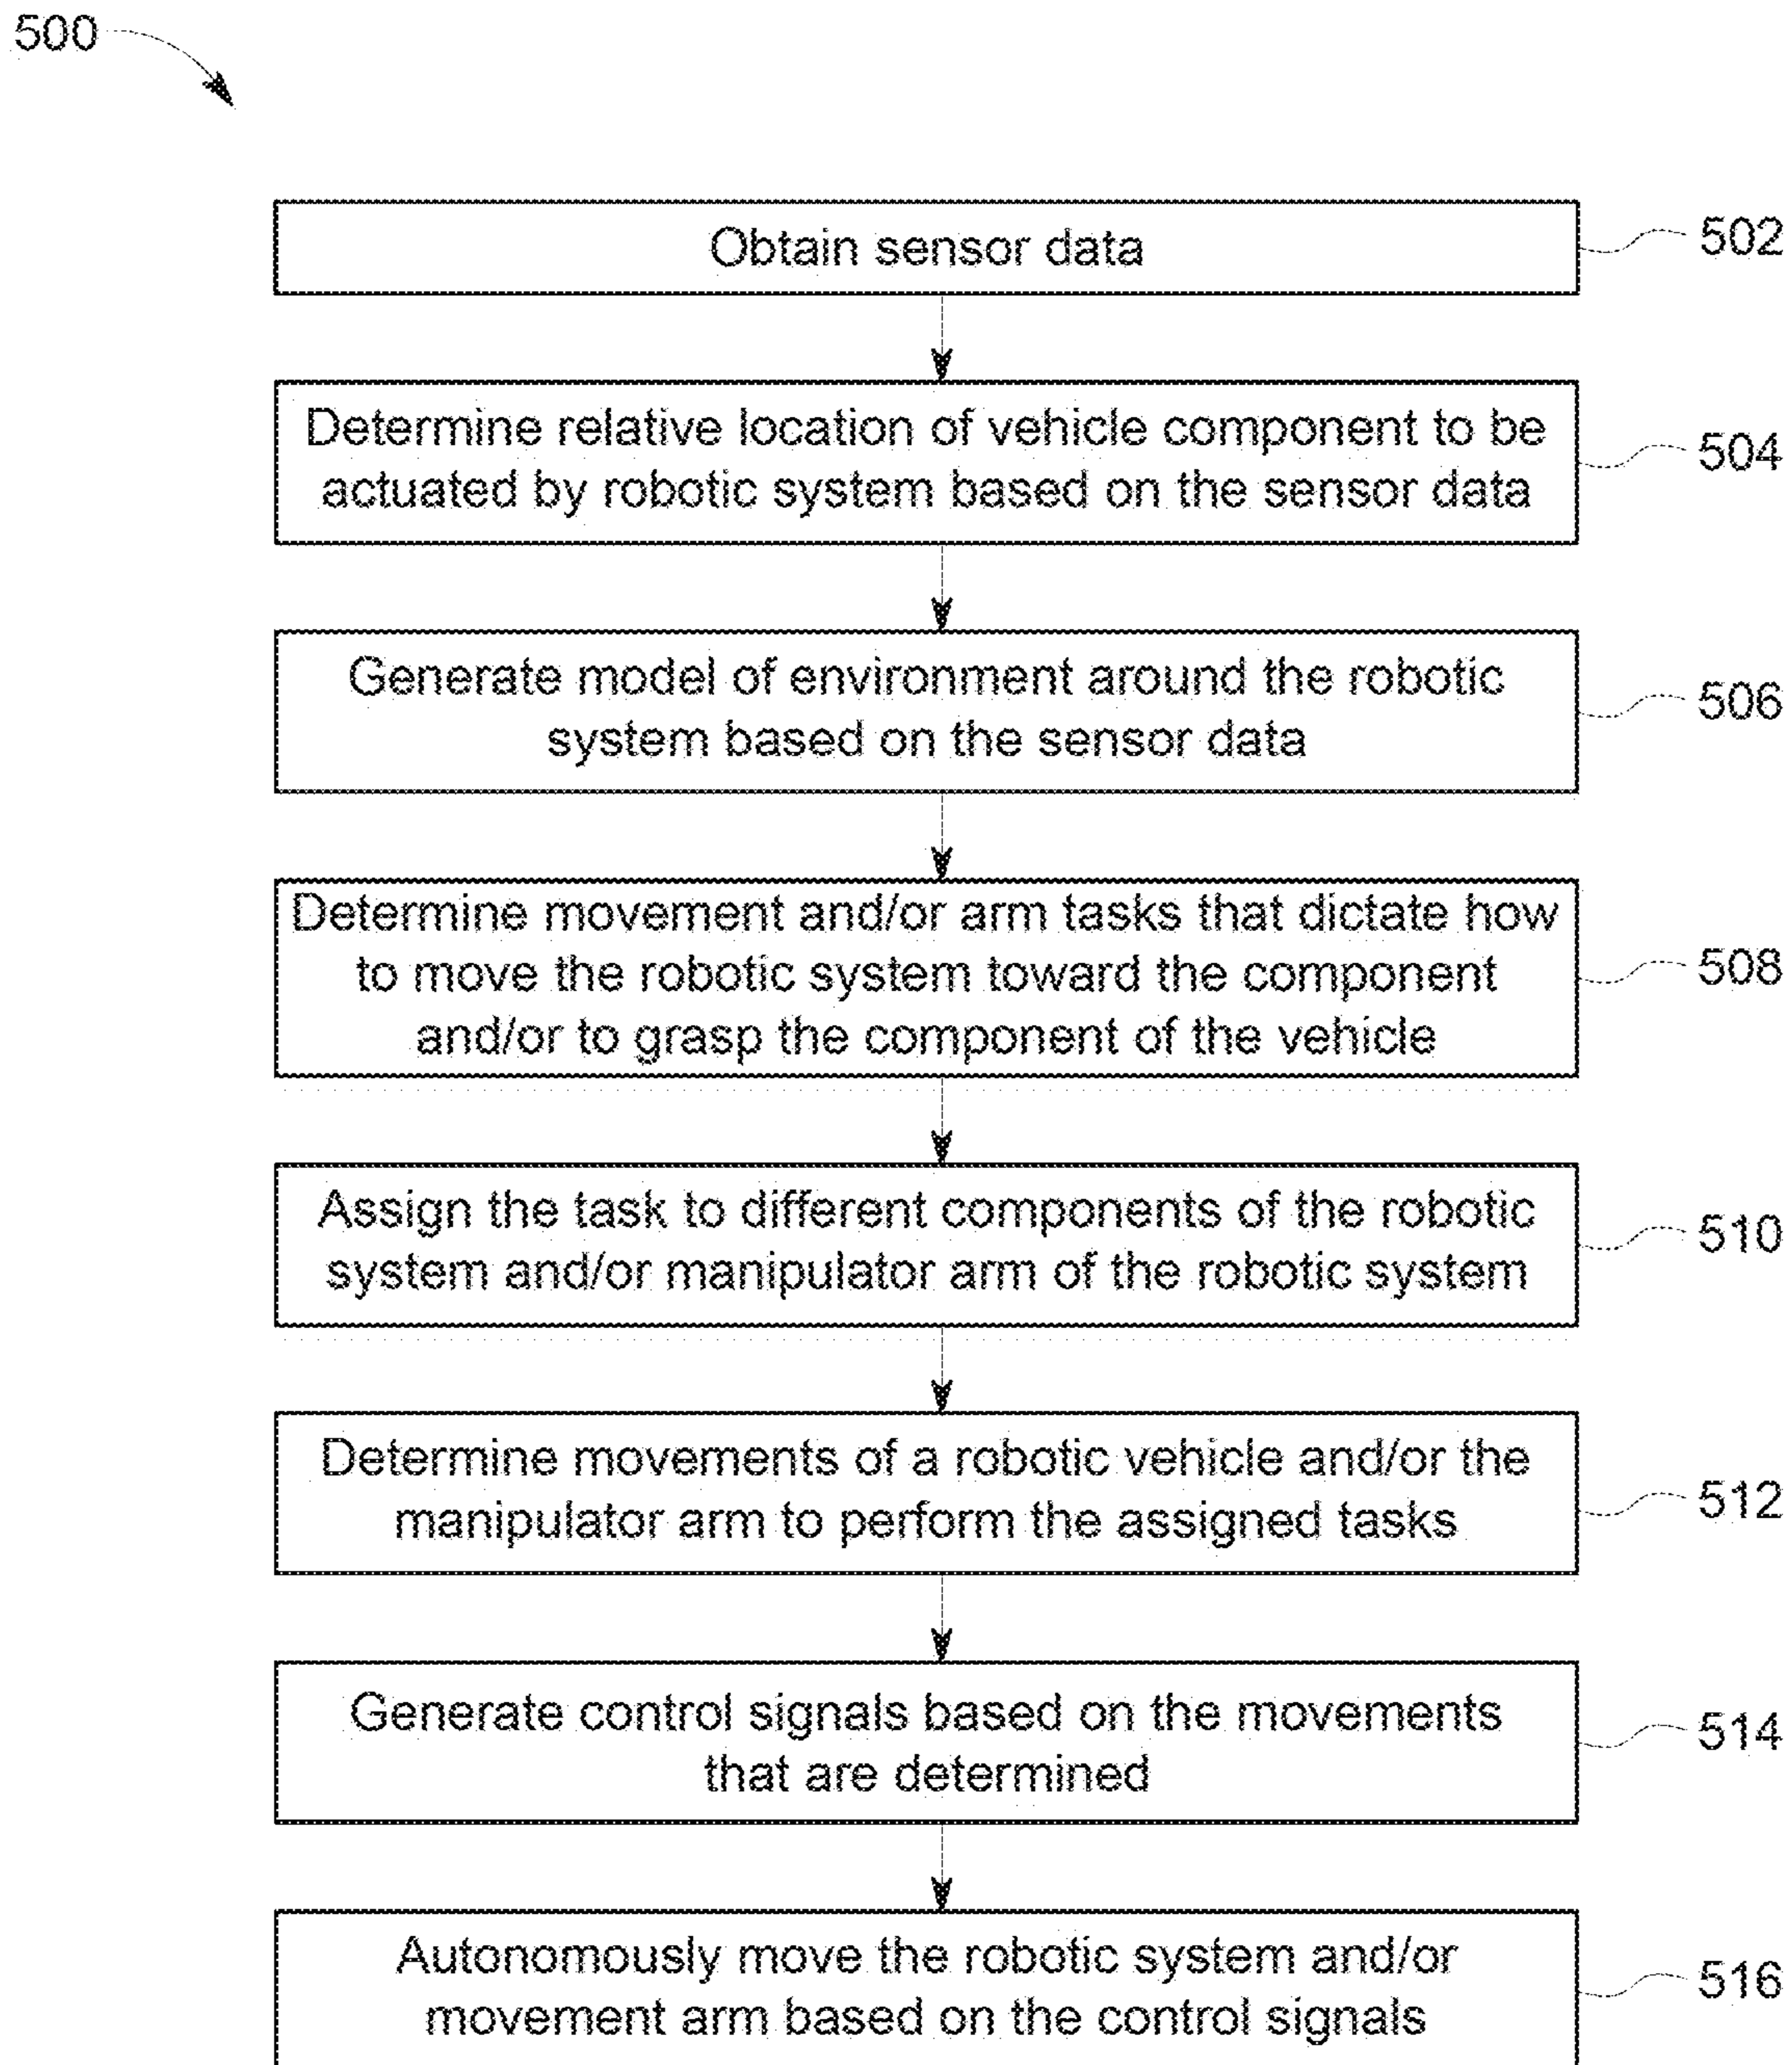 500
Obtain sensor data
502
Determine relative location of vehicle component to be
actuated by robotic system based on the sensor data
504
Generate model of environment around the robotic
system based on the sensor data
506
Determine movement and/or arm tasks that dictate how
to move the robotic system toward the component
and/or to grasp the component of the vehicle
508
Assign the task to different components of the robotic
system and/or manipulator arm of the robotic system
510
Determine movements of a robotic vehicle and/or the
manipulator arm to perform the assigned tasks
512
Generate control signals based on the movements
that are determined
514
Autonomously move the robotic system and/or
movement arm based on the control signals
516